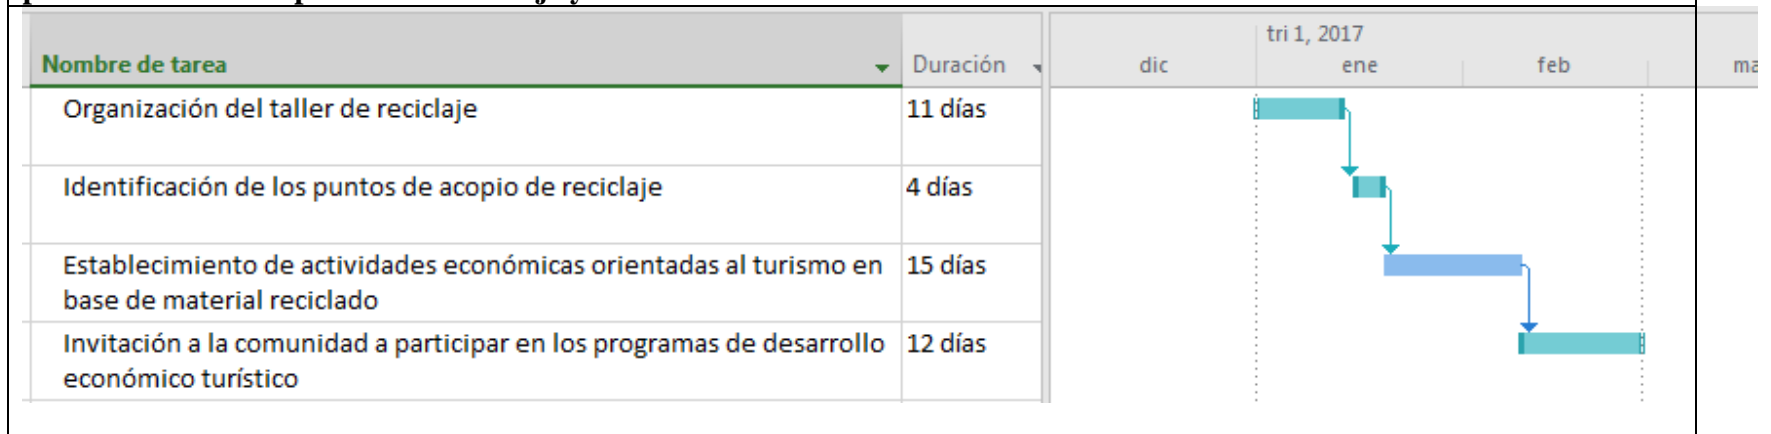 tri 1, 2017
Nombre de tarea Duración dic ene feb
Organización del taller de reciclaje 11 días
Identificación de los puntos de acopio de reciclaje 4 días
Establecimiento de actividades económicas orientadas al turismo en 15 días
base de material reciclado
Invitación a la comunidad a participar en los programas de desarrollo 12 días
económico turístico